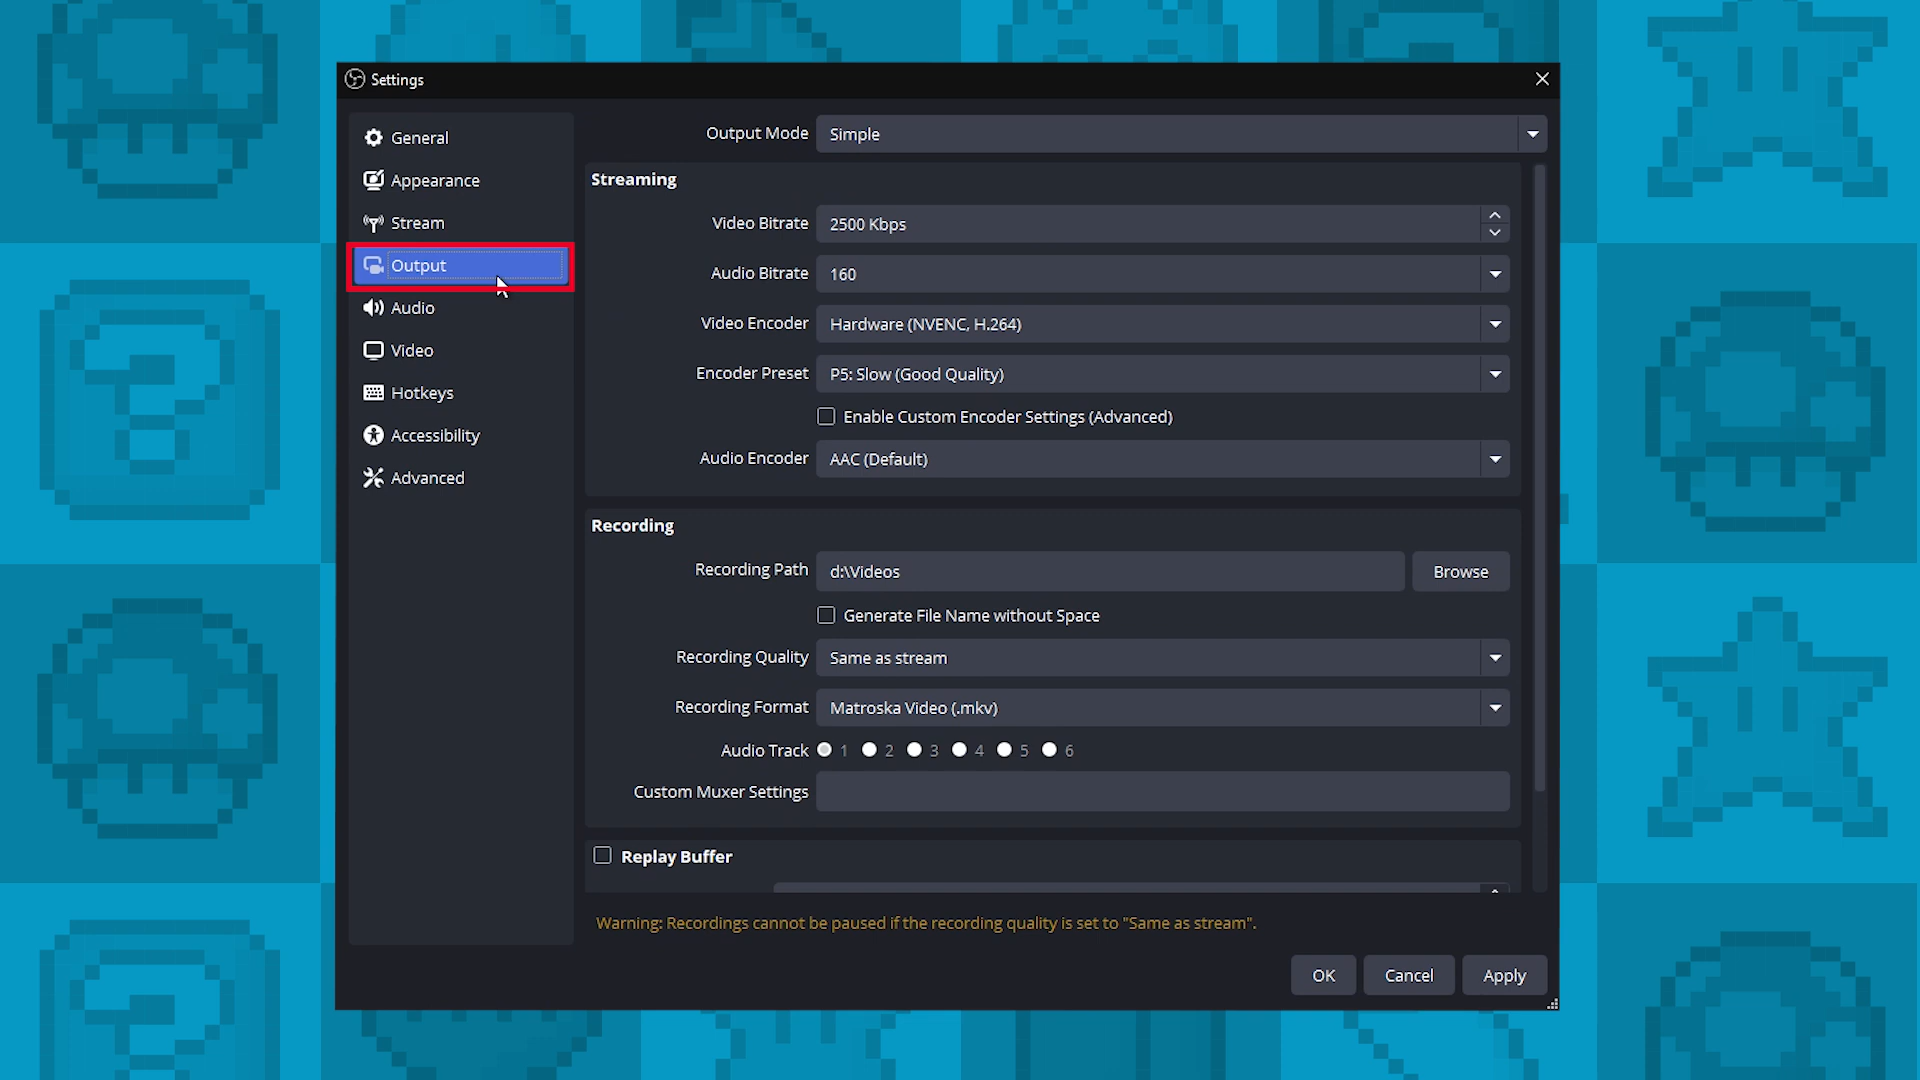 Settings
General
Appearance
Stream
Output
Audio
Video
Hotkeys
Accessibility
Advanced
Output Mode Simple
Streaming
Video Bitrate 2500 Kbps
Audio Bitrate 160
Video Encoder Hardware (NVENC, H.264)
Encoder Preset P5: Slow (Good Quality)
Enable Custom Encoder Settings (Advanced)
Audio Encoder AAC (Default)
Recording
Recording Path d:\Videos Browse
Generate File Name without Space
Recording Quality Same as stream
Recording Format Matroska Video (.mkv)
Audio Track 1 2 3 4 5 6
Custom Muxer Settings
Replay Buffer
Warning: Recordings cannot be paused if the recording quality is set to "Same as stream".
OK Cancel Apply